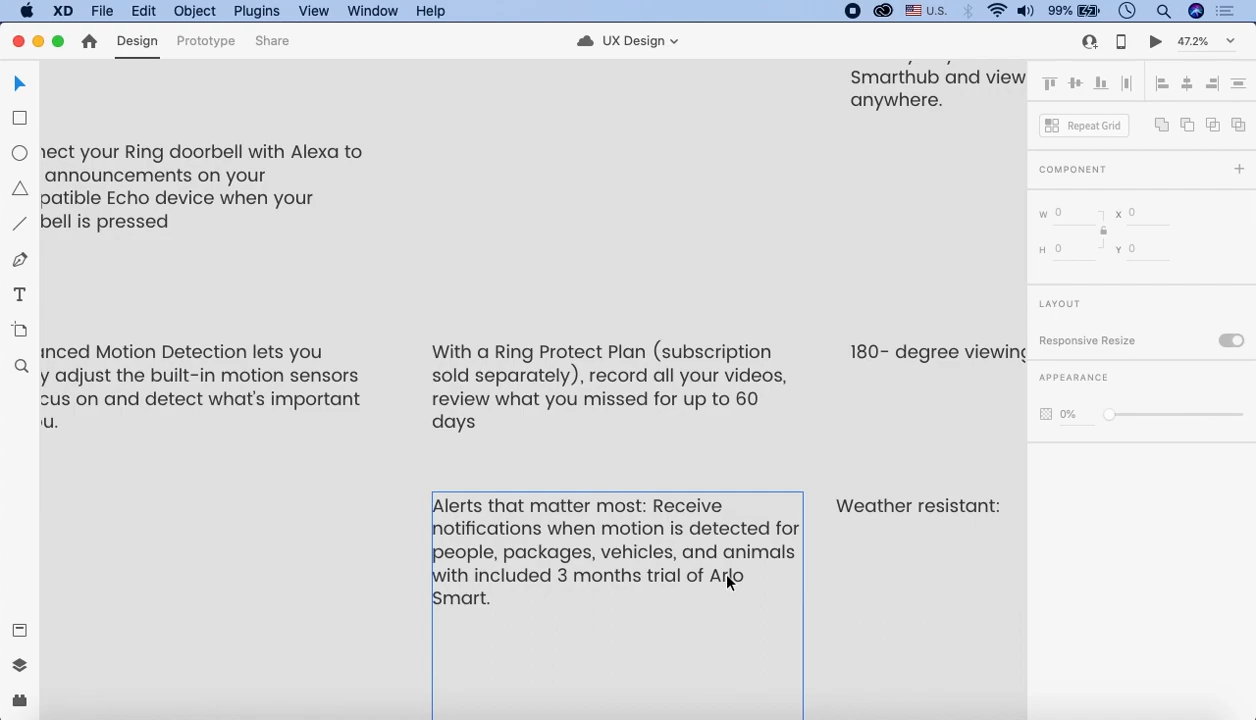 XD File Edit Object Plugins View Window Help
U.S. 99%
Design Prototype Share
UX Design
47.2%
Smarthub and view
anywhere.
nect your Ring doorbell with Alexa to
announcements on your
patible Echo device when your
bell is pressed
anced Motion Detection lets you
y adjust the built-in motion sensors
cus on and detect what's important
ou.
With a Ring Protect Plan (subscription
sold separately), record all your videos,
review what you missed for up to 60
days
180- degree viewing
Alerts that matter most: Receive
notifications when motion is detected for
people, packages, vehicles, and animals
with included 3 months trial of Arlo
Smart.
Weather resistant:
Repeat Grid
COMPONENT
W 0 X 0
H 0 Y 0
LAYOUT
Responsive Resize
APPEARANCE
0%